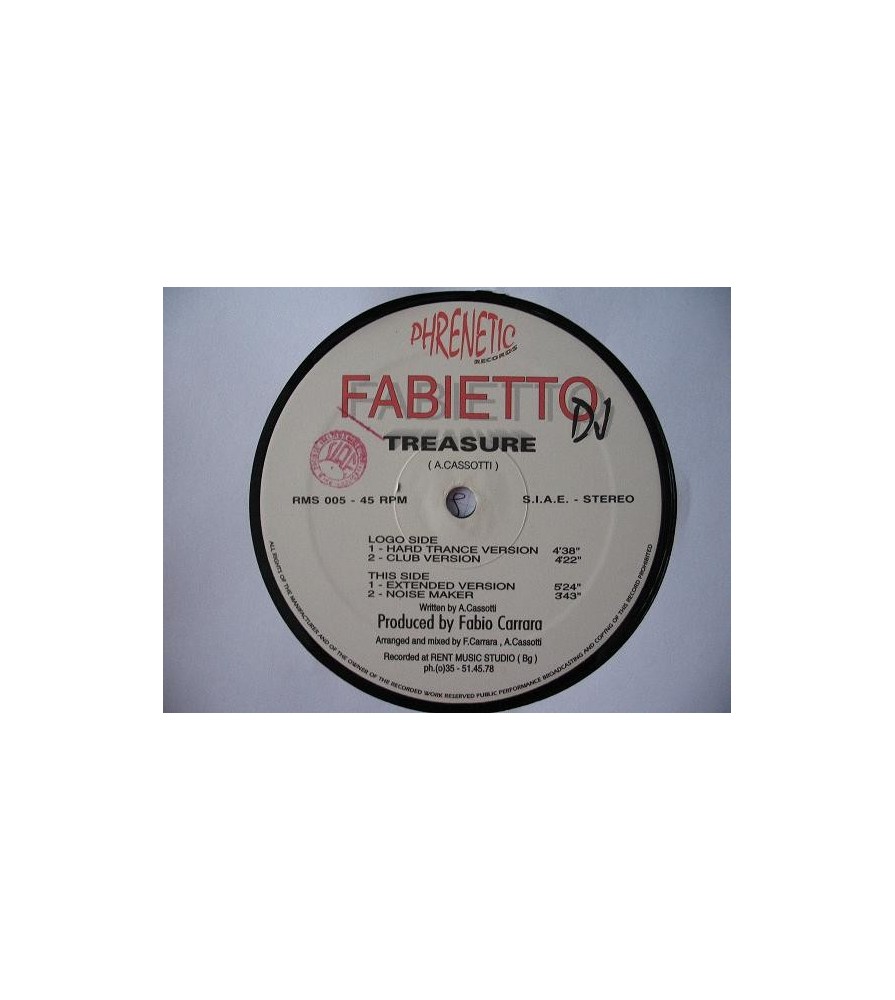 PHRENETIC
RECORDS
FABIETTO
DJ
TREASURE
( A.CASSOTTI )
RMS 005 - 45 RPM
S.I.A.E. - STEREO
LOGO SIDE
1 - HARD TRANCE VERSION 4'38"
2 - CLUB VERSION 4'22"
THIS SIDE
1 - EXTENDED VERSION 5'24"
2 - NOISE MAKER 3'43"
Written by A.Cassotti
Produced by Fabio Carrara
Arranged and mixed by F.Carrara , A.Cassotti
Recorded at RENT MUSIC STUDIO ( Bg )
ph.(o)35 - 51.45.78
ALL RIGHTS OF THE MANUFACTURER AND OF THE OWNER OF THE RECORDED WORK RESERVED PUBLIC PERFORMANCE BROADCASTING AND COPYING OF THIS RECORD PROHIBITED